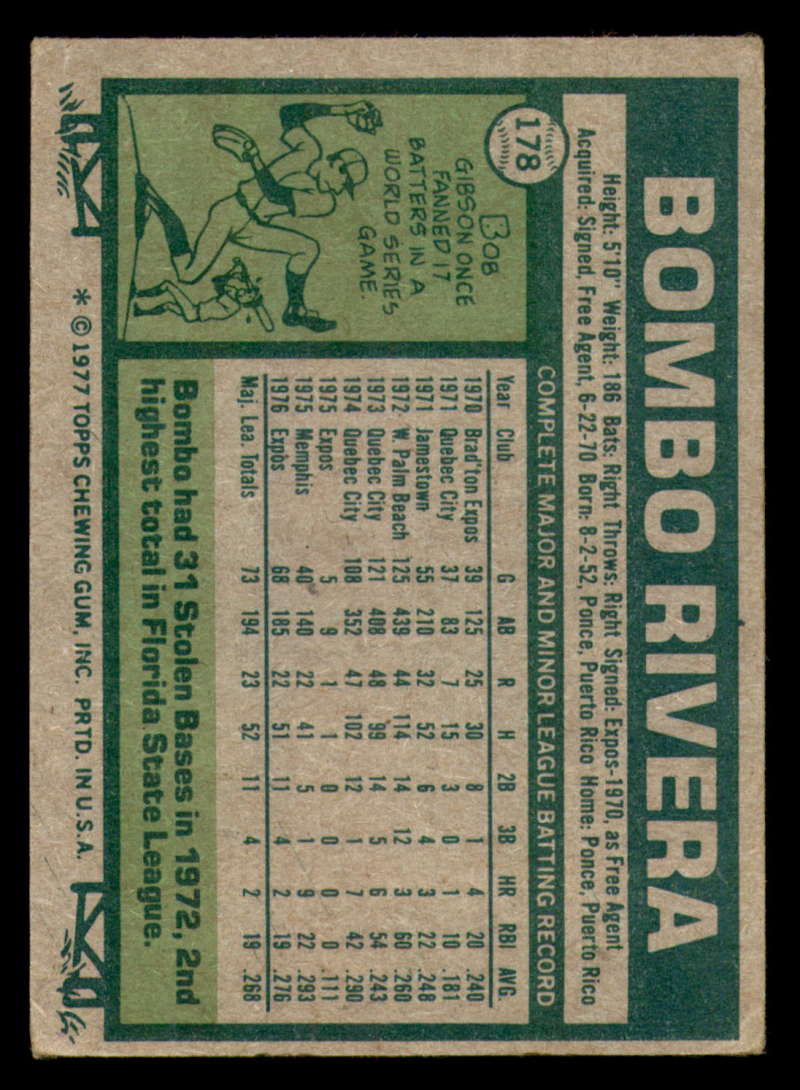 BOMBO RIVERA
Height: 5'10" Weight: 186 Bats: Right Throws: Right Signed: Expos-1970, as Free Agent
Acquired: Signed, Free Agent, 6-22-70 Born: 8-2-52, Ponce, Puerto Rico Home: Ponce, Puerto Rico
178
COMPLETE MAJOR AND MINOR LEAGUE BATTING RECORD
Year Club G AB R H 2B 3B HR RBI AVG.
1970 Brad'ton Expos 39 125 25 30 8 1 4 20 .240
1971 Quebec City 37 83 7 15 3 0 1 10 .181
1971 Jamestown 55 210 32 52 6 4 3 22 .248
1972 W. Palm Beach 125 439 44 114 14 12 3 60 .260
1973 Quebec City 121 408 48 99 14 5 6 54 .243
1974 Quebec City 108 352 47 102 12 1 7 42 .290
1975 Expos 5 9 1 1 0 0 0 0 .111
1975 Memphis 40 140 22 41 5 1 9 22 .293
1976 Expos 68 185 22 51 11 4 2 19 .276
Maj. Lea. Totals 73 194 23 52 11 4 2 19 .268
BOB
GIBSON ONCE
FANNED 17
BATTERS IN A
WORLD SERIES
GAME.
Bombo had 31 Stolen Bases in 1972, 2nd
highest total in Florida State League.
* © 1977 TOPPS CHEWING GUM, INC. PRTD. IN U.S.A.